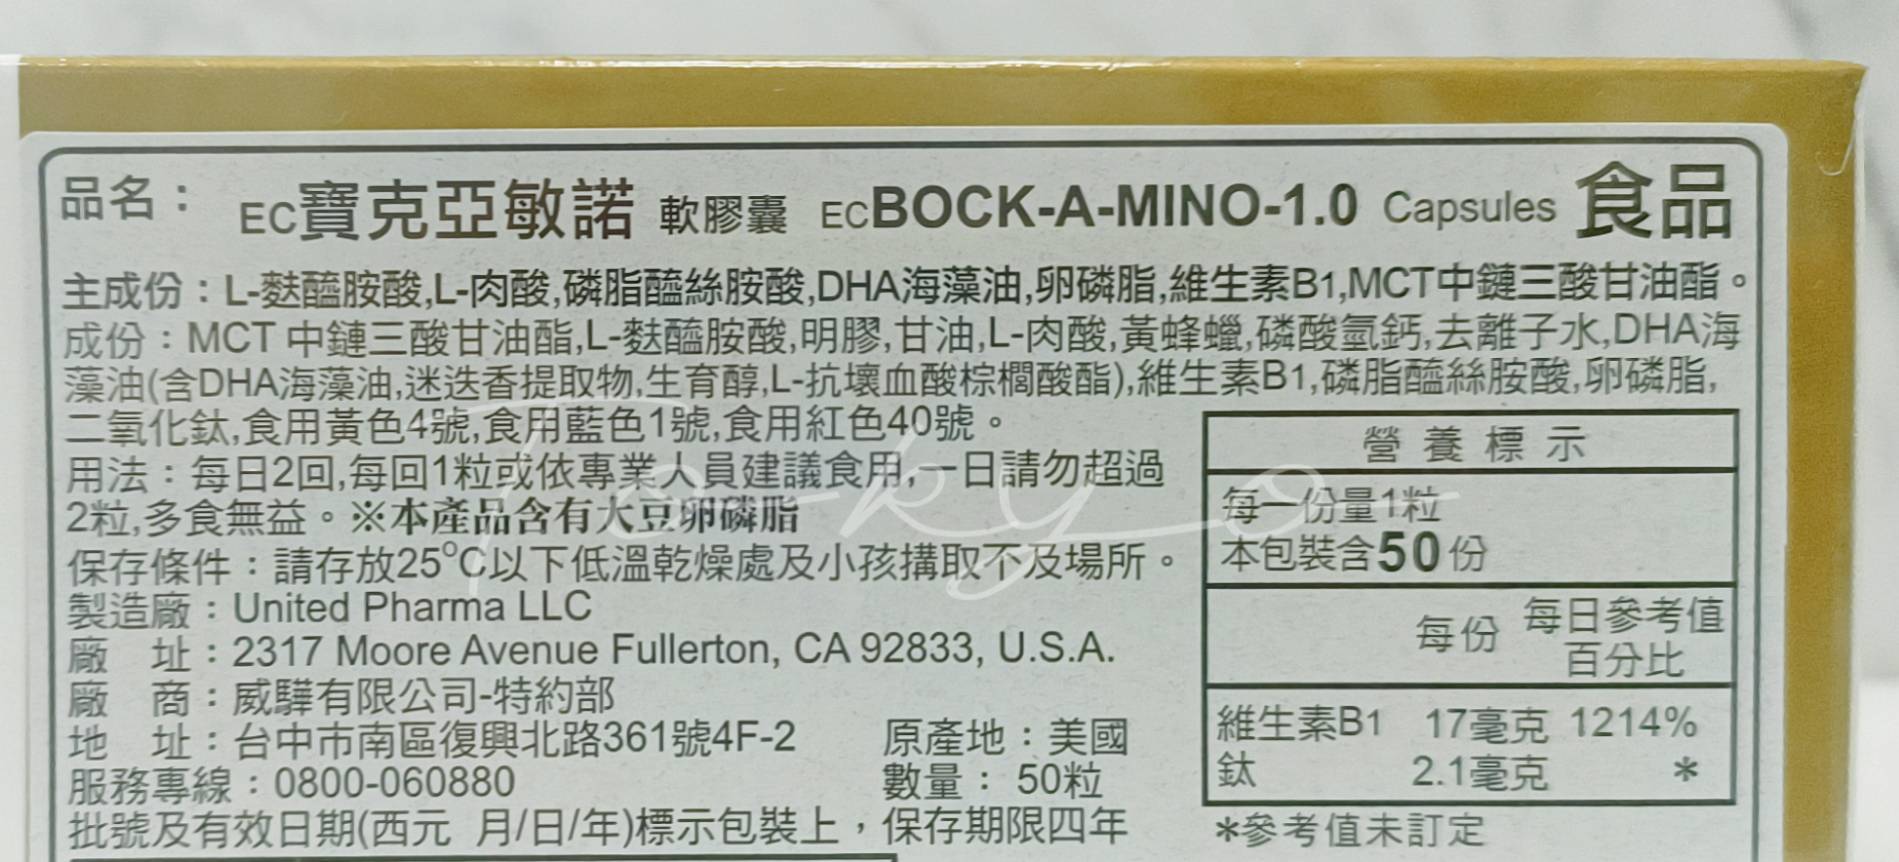 品名： EC寶克亞敏諾 軟膠囊 ECBOCK-A-MINO-1.0 Capsules 食品
主成份：L-麩醯胺酸,L-肉酸,磷脂醯絲胺酸,DHA海藻油,卵磷脂,維生素B1,MCT中鏈三酸甘油酯。
成份：MCT 中鏈三酸甘油酯,L-麩醯胺酸,明膠,甘油,L-肉酸,黃蜂蠟,磷酸氫鈣,去離子水,DHA海
藻油(含DHA海藻油,迷迭香提取物,生育醇,L-抗壞血酸棕櫚酸酯),維生素B1,磷脂醯絲胺酸,卵磷脂,
二氧化鈦,食用黃色4號,食用藍色1號,食用紅色40號。
用法：每日2回,每回1粒或依專業人員建議食用,一日請勿超過
2粒,多食無益。※本產品含有大豆卵磷脂
保存條件：請存放25℃以下低溫乾燥處及小孩搆取不及場所。
製造廠：United Pharma LLC
廠 址：2317 Moore Avenue Fullerton, CA 92833, U.S.A.
廠 商：威驊有限公司-特約部
地 址：台中市南區復興北路361號4F-2 原產地：美國
服務專線：0800-060880 數量： 50粒
批號及有效日期(西元 月/日/年)標示包裝上，保存期限四年
營養標示
每一份量1粒
本包裝含50份
每份 每日參考值
百分比
維生素B1 17毫克 1214%
鈦 2.1毫克 *
*參考值未訂定
To-ky-o-